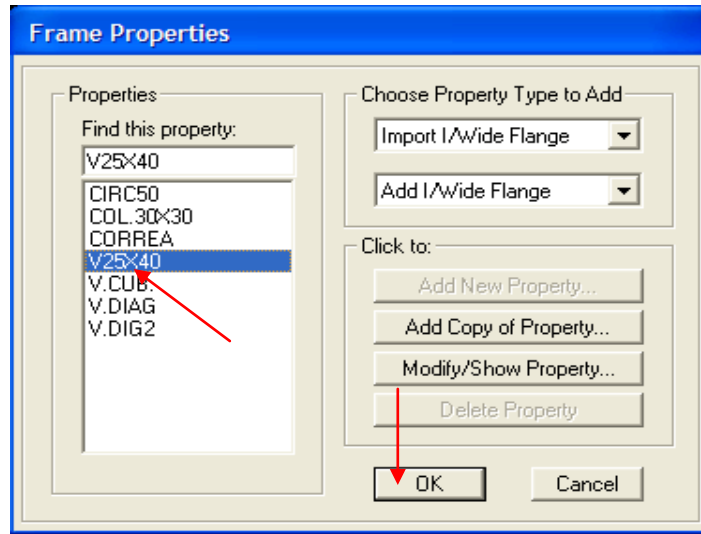 Frame Properties
Properties
Find this property:
V25X40
CIRC50
COL.30X30
CORREA
V25X40
V.CUB.
V.DIAG
V.DIG2
Choose Property Type to Add
Import I/Wide Flange
Add I/Wide Flange
Click to:
Add New Property...
Add Copy of Property...
Modify/Show Property...
Delete Property
OK
Cancel